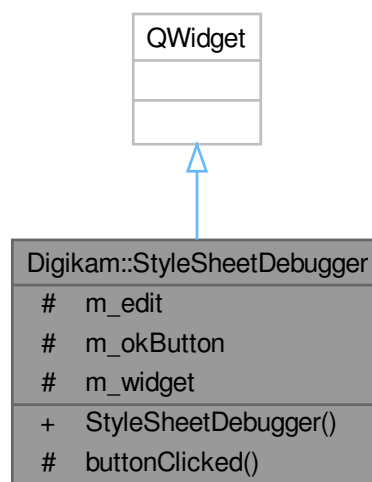 QWidget
Digikam::StyleSheetDebugger
# m_edit
# m_okButton
# m_widget
+ StyleSheetDebugger()
# buttonClicked()